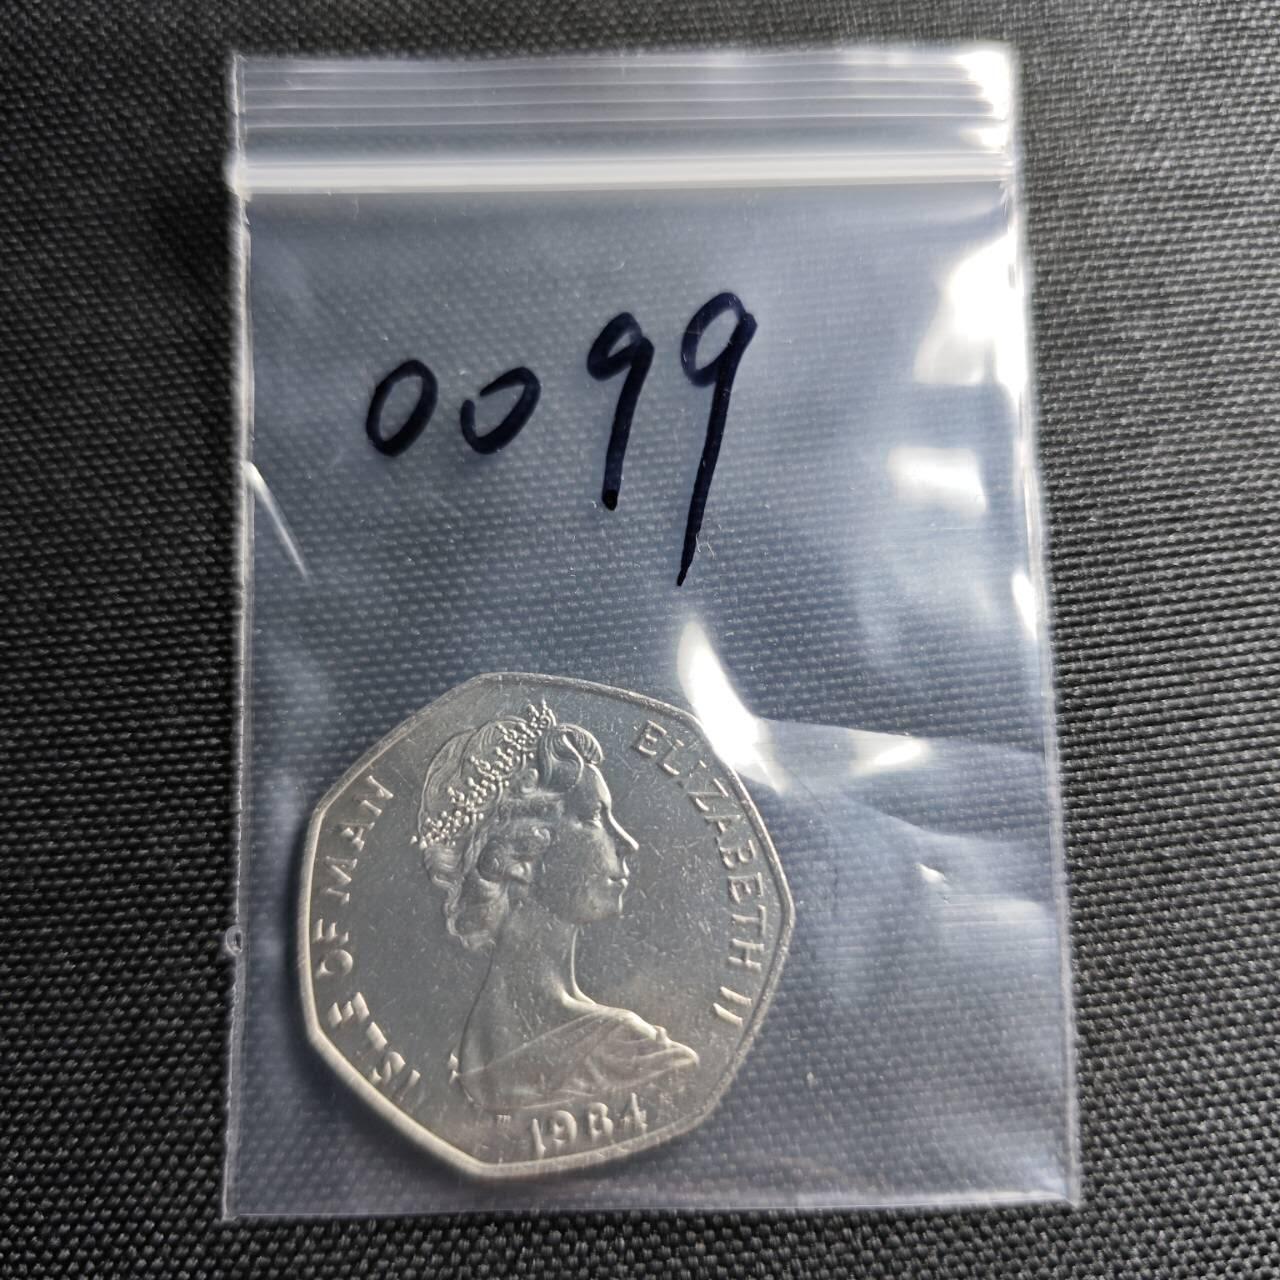 0099
ISLE OF MAN
ELIZABETH II
1984